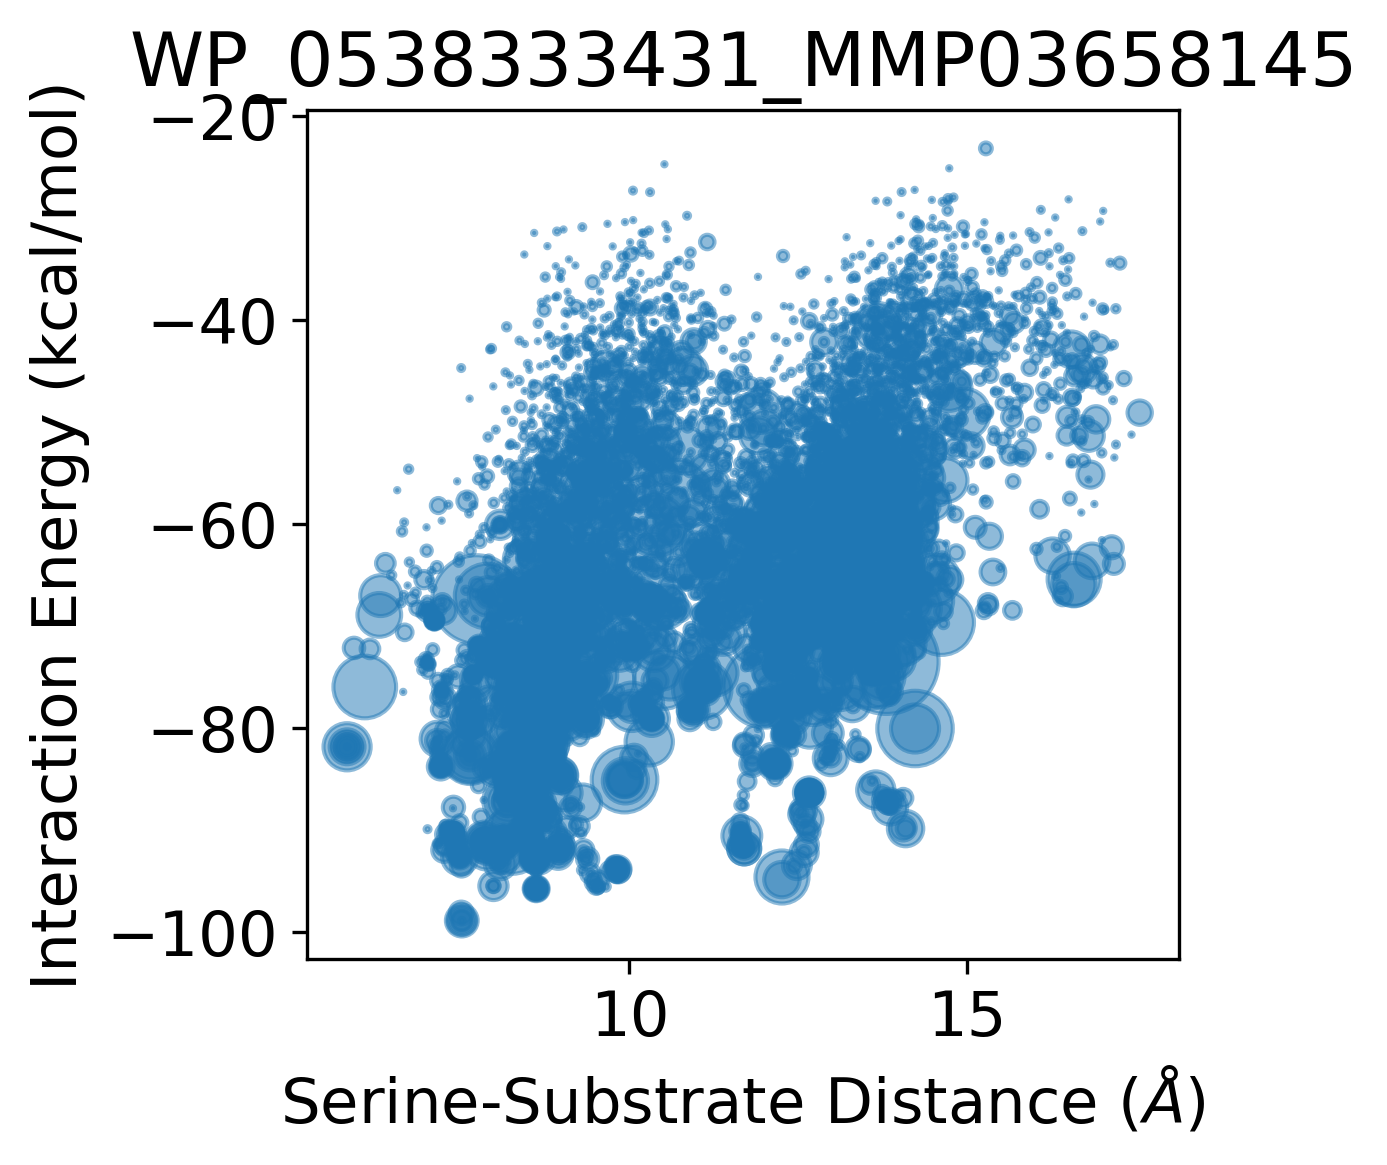 WP_0538333431_MMP03658145
Interaction Energy (kcal/mol)
−20
−40
−60
−80
−100
10 15
Serine-Substrate Distance (Å)